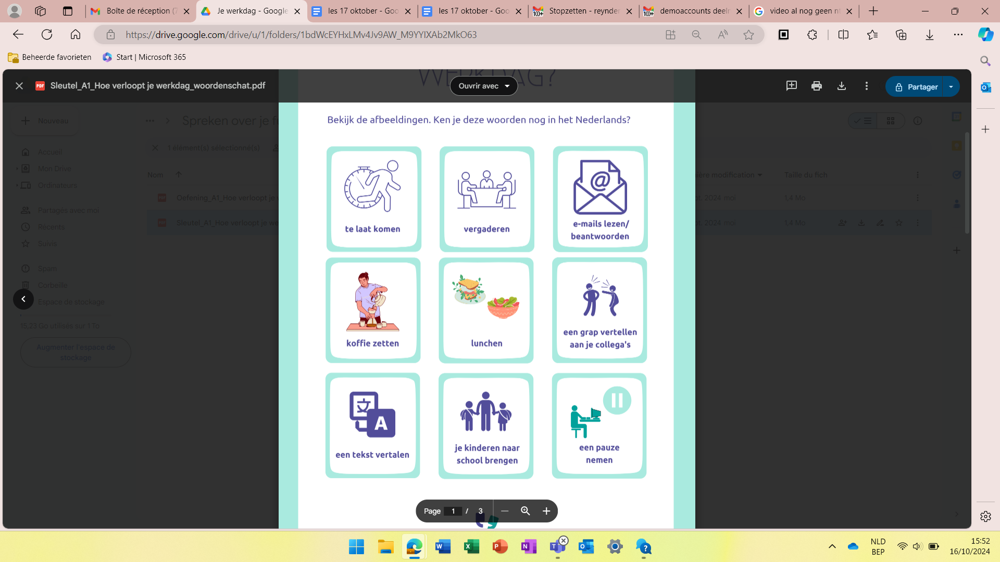 Boîte de réception (7
Je werkdag - Google
les 17 oktober - Goo
les 17 oktober - Goo
Stopzetten - reynder
demoaccounts deeln
video al nog geen nt
https://drive.google.com/drive/u/1/folders/1bdWcEYHxLMv4Jv9AW_M9YYIXAb2MkO63
Beheerde favorieten
Start | Microsoft 365
WERKDAG?
PDF
Sleutel_A1_Hoe verloopt je werkdag_woordenschat.pdf
Ouvrir avec
Partager
Nouveau
Spreken over je f
Bekijk de afbeeldingen. Ken je deze woorden nog in het Nederlands?
1 élément(s) sélectionné(s)
Accueil
Mon Drive
Ordinateurs
Partagés avec moi
Récents
Suivis
Spam
Corbeille
Espace de stockage
15,23 Go utilisés sur 1 To
Augmenter l'espace de
stockage
Nom
ière modification
Taille du fich
Oefening_A1_Hoe verloopt je
2024 moi
1,4 Mo
Sleutel_A1_Hoe verloopt je we
2024 moi
1,4 Mo
te laat komen
vergaderen
e-mails lezen/
beantwoorden
koffie zetten
lunchen
een grap vertellen
aan je collega's
een tekst vertalen
je kinderen naar
school brengen
een pauze
nemen
Page 1 / 3
NLD
BEP
15:52
16/10/2024